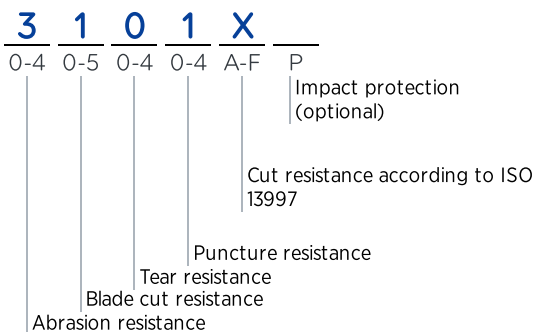 3 1 0 1 X
0-4 0-5 0-4 0-4 A-F P
Impact protection
(optional)
Cut resistance according to ISO
13997
Puncture resistance
Tear resistance
Blade cut resistance
Abrasion resistance